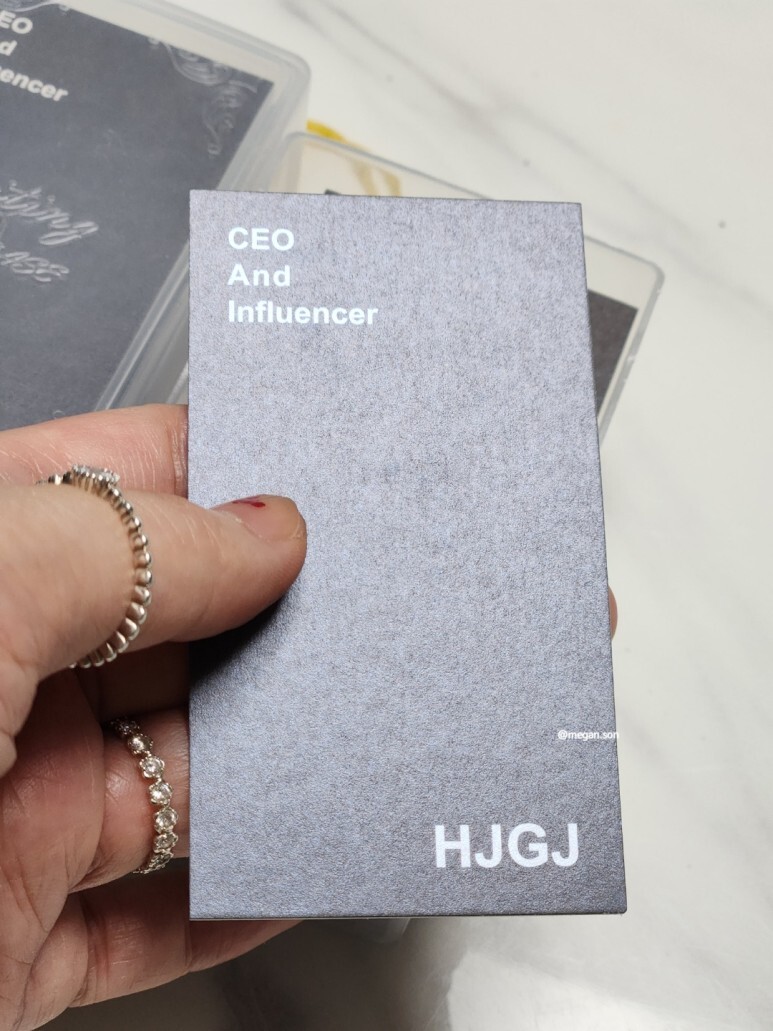 CEO
And
Influencer
@megan.son
HJGJ